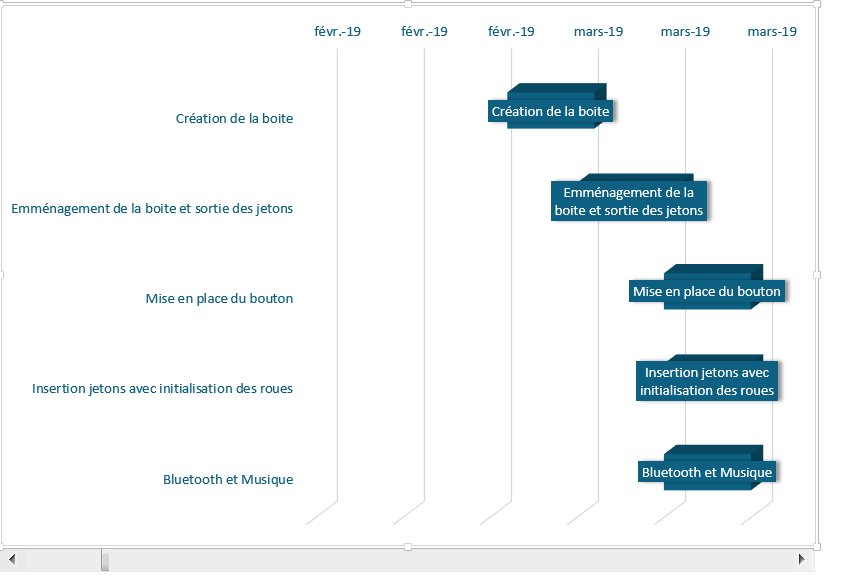 févr.-19 févr.-19 févr.-19 mars-19 mars-19 mars-19
Création de la boite
Création de la boite
Emménagement de la boite et sortie des jetons
Emménagement de la
boite et sortie des jetons
Mise en place du bouton
Mise en place du bouton
Insertion jetons avec initialisation des roues
Insertion jetons avec
initialisation des roues
Bluetooth et Musique
Bluetooth et Musique